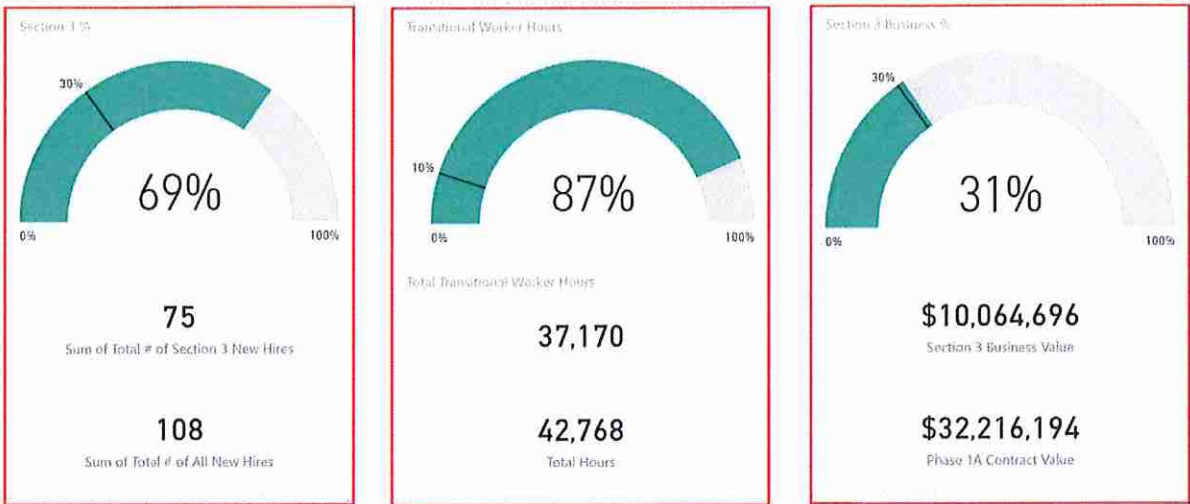 Section 3 %
30%
69%
0%
100%
75
Sum of Total # of Section 3 New Hires
108
Sum of Total # of All New Hires
Transitional Worker Hours
10%
87%
0%
100%
Total Transitional Worker Hours
37,170
42,768
Total Hours
Section 3 Business %
30%
31%
0%
100%
$10,064,696
Section 3 Business Value
$32,216,194
Phase 1A Contract Value